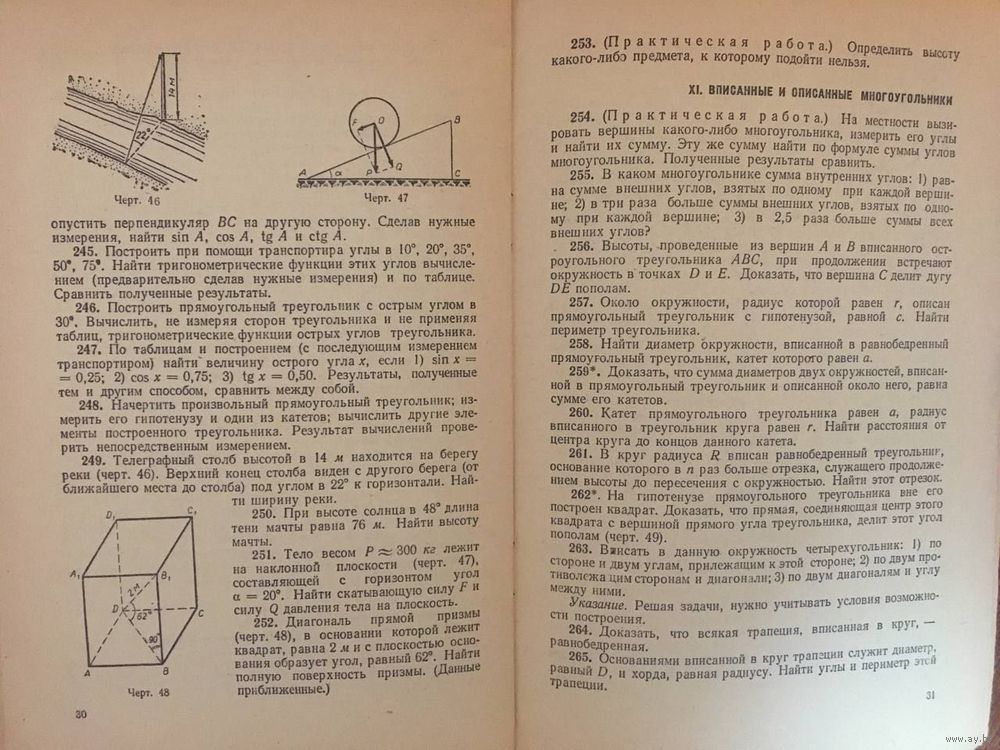 14 м
22°
Черт. 46
F
O
B
P
Q
A
α
C
Черт. 47
опустить перпендикуляр BC на другую сторону. Сделав нужные
измерения, найти sin A, cos A, tg A и ctg A.
245. Построить при помощи транспортира углы в 10°, 20°, 35°,
50°, 75°. Найти тригонометрические функции этих углов вычисле-
нием (предварительно сделав нужные измерения) и по таблице.
Сравнить полученные результаты.
246. Построить прямоугольный треугольник с острым углом в
30°. Вычислить, не измеряя сторон треугольника и не применяя
таблиц, тригонометрические функции острых углов треугольника.
247. По таблицам и построением (с последующим измерением
транспортиром) найти величину острого угла x, если 1) sin x =
= 0,25; 2) cos x = 0,75; 3) tg x = 0,50. Результаты, полученные
тем и другим способом, сравнить между собой.
248. Начертить произвольный прямоугольный треугольник; из-
мерить его гипотенузу и один из катетов; вычислить другие эле-
менты построенного треугольника. Результат вычислений прове-
рить непосредственным измерением.
249. Телеграфный столб высотой в 14 м находится на берегу
реки (черт. 46). Верхний конец столба виден с другого берега (от
ближайшего места до столба) под углом в 22° к горизонтали. Най-
ти ширину реки.
250. При высоте солнца в 48° длина
тени мачты равна 76 м. Найти высоту
мачты.
251. Тело весом P ≈ 300 кг лежит
на наклонной плоскости (черт. 47),
составляющей с горизонтом угол
α = 20°. Найти скатывающую силу F и
силу Q давления тела на плоскость.
252. Диагональ прямой призмы
(черт. 48), в основании которой лежит
квадрат, равна 2 м и с плоскостью осно-
вания образует угол, равный 62°. Найти
полную поверхность призмы. (Данные
приближенные.)
D₁
C₁
A₁
B₁
2 м
D
62°
C
90°
A
B
Черт. 48
30
253. (Практическая работа.) Определить высоту
какого-либо предмета, к которому подойти нельзя.
XI. ВПИСАННЫЕ И ОПИСАННЫЕ МНОГОУГОЛЬНИКИ
254. (Практическая работа.) На местности визи-
ровать вершины какого-либо многоугольника, измерить его углы
и найти их сумму. Эту же сумму найти по формуле суммы углов
многоугольника. Полученные результаты сравнить.
255. В каком многоугольнике сумма внутренних углов: 1) рав-
на сумме внешних углов, взятых по одному при каждой верши-
не; 2) в три раза больше суммы внешних углов, взятых по одно-
му при каждой вершине; 3) в 2,5 раза больше суммы всех
внешних углов?
256. Высоты, проведенные из вершин A и B вписанного ост-
роугольного треугольника ABC, при продолжении встречают
окружность в точках D и E. Доказать, что вершина C делит дугу
DE пополам.
257. Около окружности, радиус которой равен r, описан
прямоугольный треугольник с гипотенузой, равной c. Найти
периметр треугольника.
258. Найти диаметр окружности, вписанной в равнобедренный
прямоугольный треугольник, катет которого равен a.
259*. Доказать, что сумма диаметров двух окружностей, вписан-
ной в прямоугольный треугольник и описанной около него, равна
сумме его катетов.
260. Катет прямоугольного треугольника равен a, радиус
вписанного в треугольник круга равен r. Найти расстояния от
центра круга до концов данного катета.
261. В круг радиуса R вписан равнобедренный треугольник,
основание которого в n раз больше отрезка, служащего продолже-
нием высоты до пересечения с окружностью. Найти этот отрезок.
262*. На гипотенузе прямоугольного треугольника вне его
построен квадрат. Доказать, что прямая, соединяющая центр этого
квадрата с вершиной прямого угла треугольника, делит этот угол
пополам (черт. 49).
263. Вписать в данную окружность четырехугольник: 1) по
стороне и двум углам, прилежащим к этой стороне; 2) по двум про-
тиволежащим сторонам и диагонали; 3) по двум диагоналям и углу
между ними.
Указание. Решая задачи, нужно учитывать условия возможно-
сти построения.
264. Доказать, что всякая трапеция, вписанная в круг, —
равнобедренная.
265. Основаниями вписанной в круг трапеции служит диаметр,
равный D, и хорда, равная радиусу. Найти углы и периметр этой
трапеции.
31